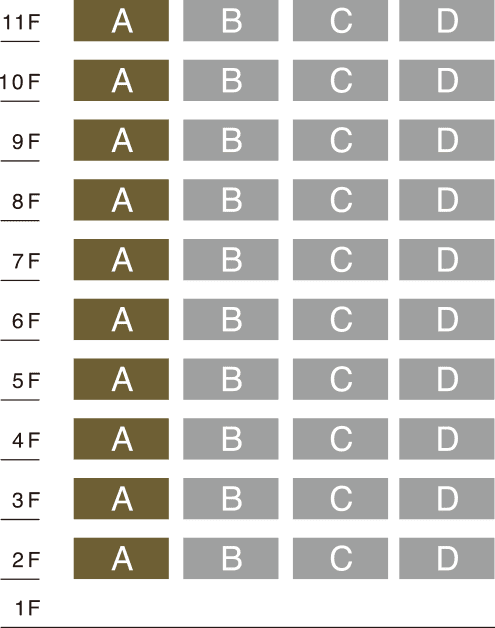 11F A B C D
10F A B C D
9F A B C D
8F A B C D
7F A B C D
6F A B C D
5F A B C D
4F A B C D
3F A B C D
2F A B C D
1F